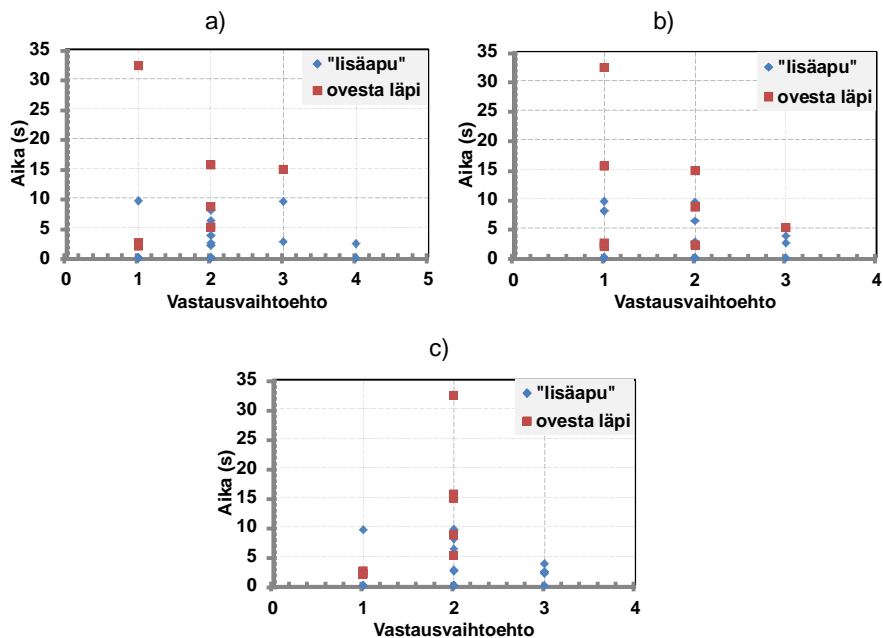 a)
35
30
25
20
15
10
5
0
Aika (s)
"lisäapu"
ovesta läpi
0 1 2 3 4 5
Vastausvaihtoehto
b)
35
30
25
20
15
10
5
0
Aika (s)
"lisäapu"
ovesta läpi
0 1 2 3 4
Vastausvaihtoehto
c)
35
30
25
20
15
10
5
0
Aika (s)
"lisäapu"
ovesta läpi
0 1 2 3 4
Vastausvaihtoehto